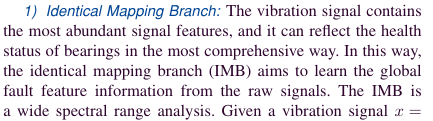 1) Identical Mapping Branch: The vibration signal contains
the most abundant signal features, and it can reflect the health
status of bearings in the most comprehensive way. In this way,
the identical mapping branch (IMB) aims to learn the global
fault feature information from the raw signals. The IMB is
a wide spectral range analysis. Given a vibration signal x =